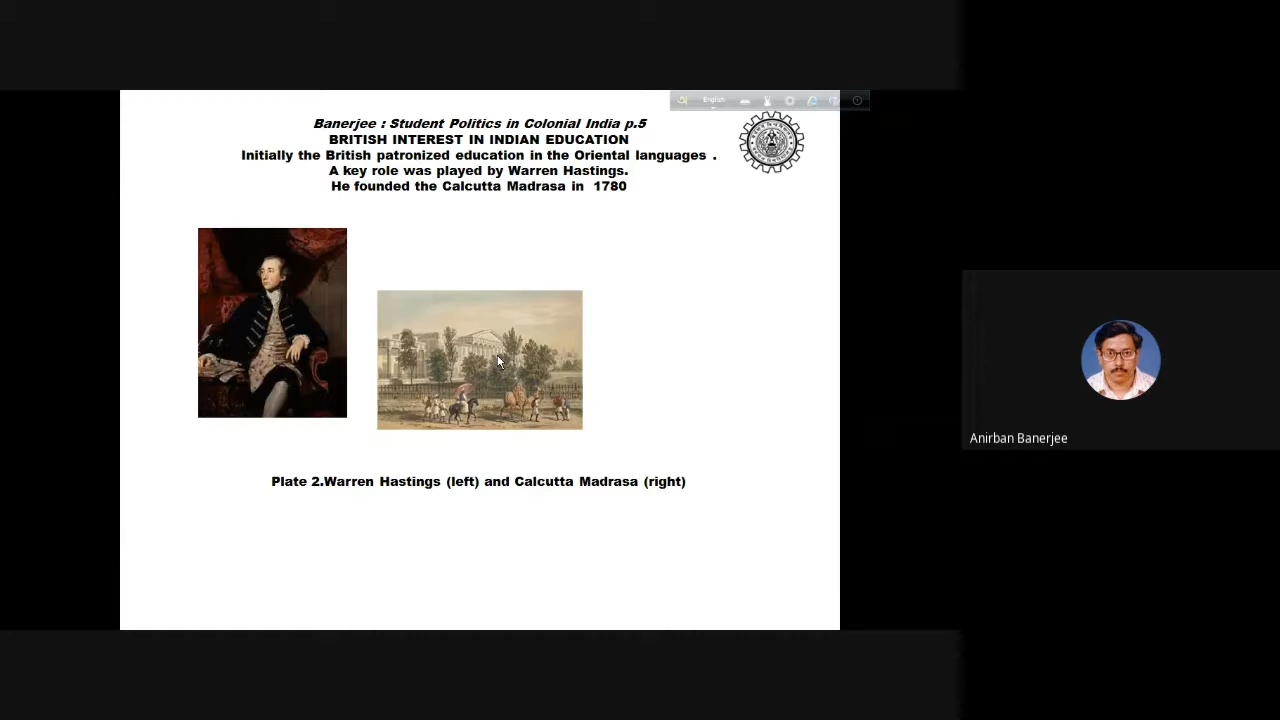 English
Banerjee : Student Politics in Colonial India p.5
BRITISH INTEREST IN INDIAN EDUCATION
Initially the British patronized education in the Oriental languages .
A key role was played by Warren Hastings.
He founded the Calcutta Madrasa in 1780
Plate 2.Warren Hastings (left) and Calcutta Madrasa (right)
Anirban Banerjee